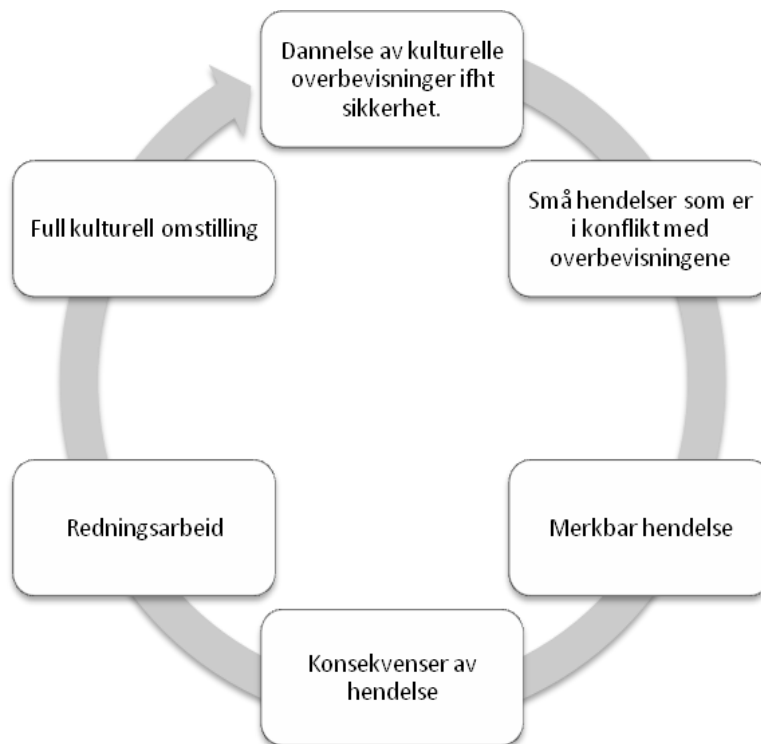 Dannelse av kulturelle
overbevisninger ifht
sikkerhet.
Små hendelser som er
i konflikt med
overbevisningene
Merkbar hendelse
Konsekvenser av
hendelse
Redningsarbeid
Full kulturell omstilling